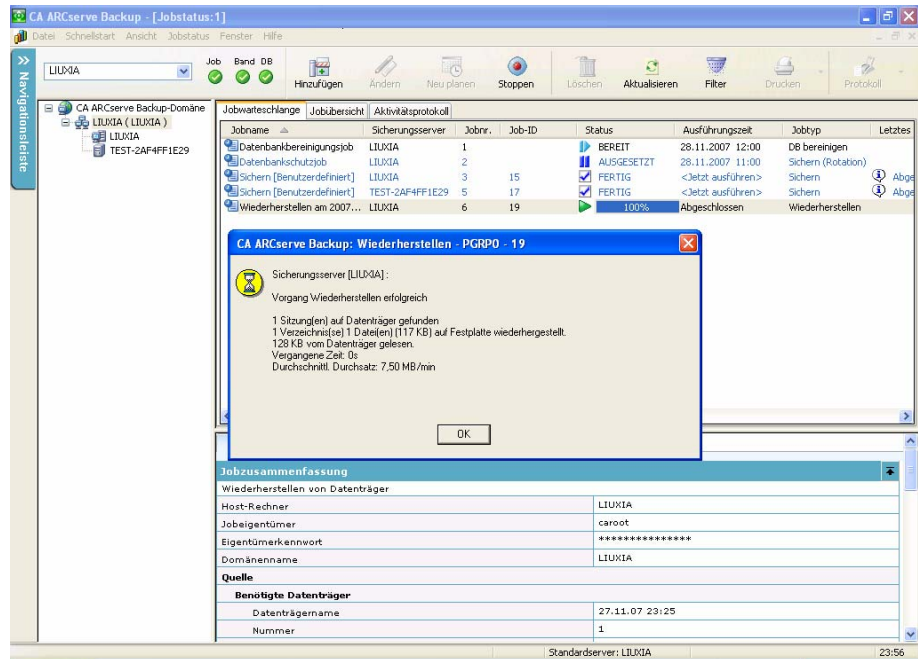 CA ARCserve Backup - [Jobstatus:1]
Datei Schnellstart Ansicht Jobstatus Fenster Hilfe
Navigationsleiste
LIUXIA
Job Band DB
Hinzufügen Ändern Neu planen Stoppen Löschen Aktualisieren Filter Drucken Protokoll
CA ARCserve Backup-Domäne
LIUXIA ( LIUXIA )
LIUXIA
TEST-2AF4FF1E29
Jobwarteschlange Jobübersicht Aktivitätsprotokoll
Jobname Sicherungsserver Jobnr. Job-ID Status Ausführungszeit Jobtyp Letztes
Datenbankbereinigungsjob LIUXIA 1 BEREIT 28.11.2007 12:00 DB bereinigen
Datenbankschutzjob LIUXIA 2 AUSGESETZT 28.11.2007 11:00 Sichern (Rotation)
Sichern [Benutzerdefiniert] LIUXIA 3 15 FERTIG <Jetzt ausführen> Sichern Abge
Sichern [Benutzerdefiniert] TEST-2AF4FF1E29 5 17 FERTIG <Jetzt ausführen> Sichern Abge
Wiederherstellen am 2007... LIUXIA 6 19 100% Abgeschlossen Wiederherstellen
CA ARCserve Backup: Wiederherstellen - PGRP0 - 19
Sicherungsserver [LIUXIA] :
Vorgang Wiederherstellen erfolgreich
1 Sitzung(en) auf Datenträger gefunden
1 Verzeichnis(se) 1 Datei(en) (117 KB) auf Festplatte wiederhergestellt.
128 KB vom Datenträger gelesen.
Vergangene Zeit: 0s
Durchschnittl. Durchsatz: 7,50 MB/min
OK
Jobzusammenfassung
Wiederherstellen von Datenträger
Host-Rechner LIUXIA
Jobeigentümer caroot
Eigentümerkennwort ***************
Domänenname LIUXIA
Quelle
Benötigte Datenträger
Datenträgername 27.11.07 23:25
Nummer 1
Standardserver: LIUXIA 23:56